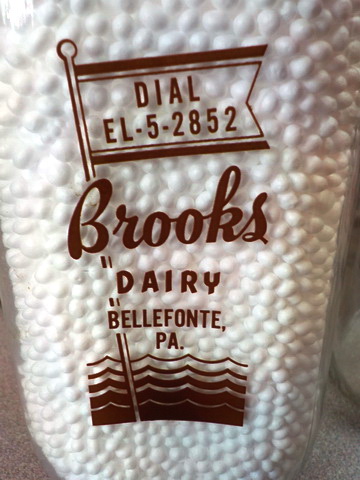 DIAL
EL-5-2852
Brooks
"DAIRY
"BELLEFONTE,
PA.